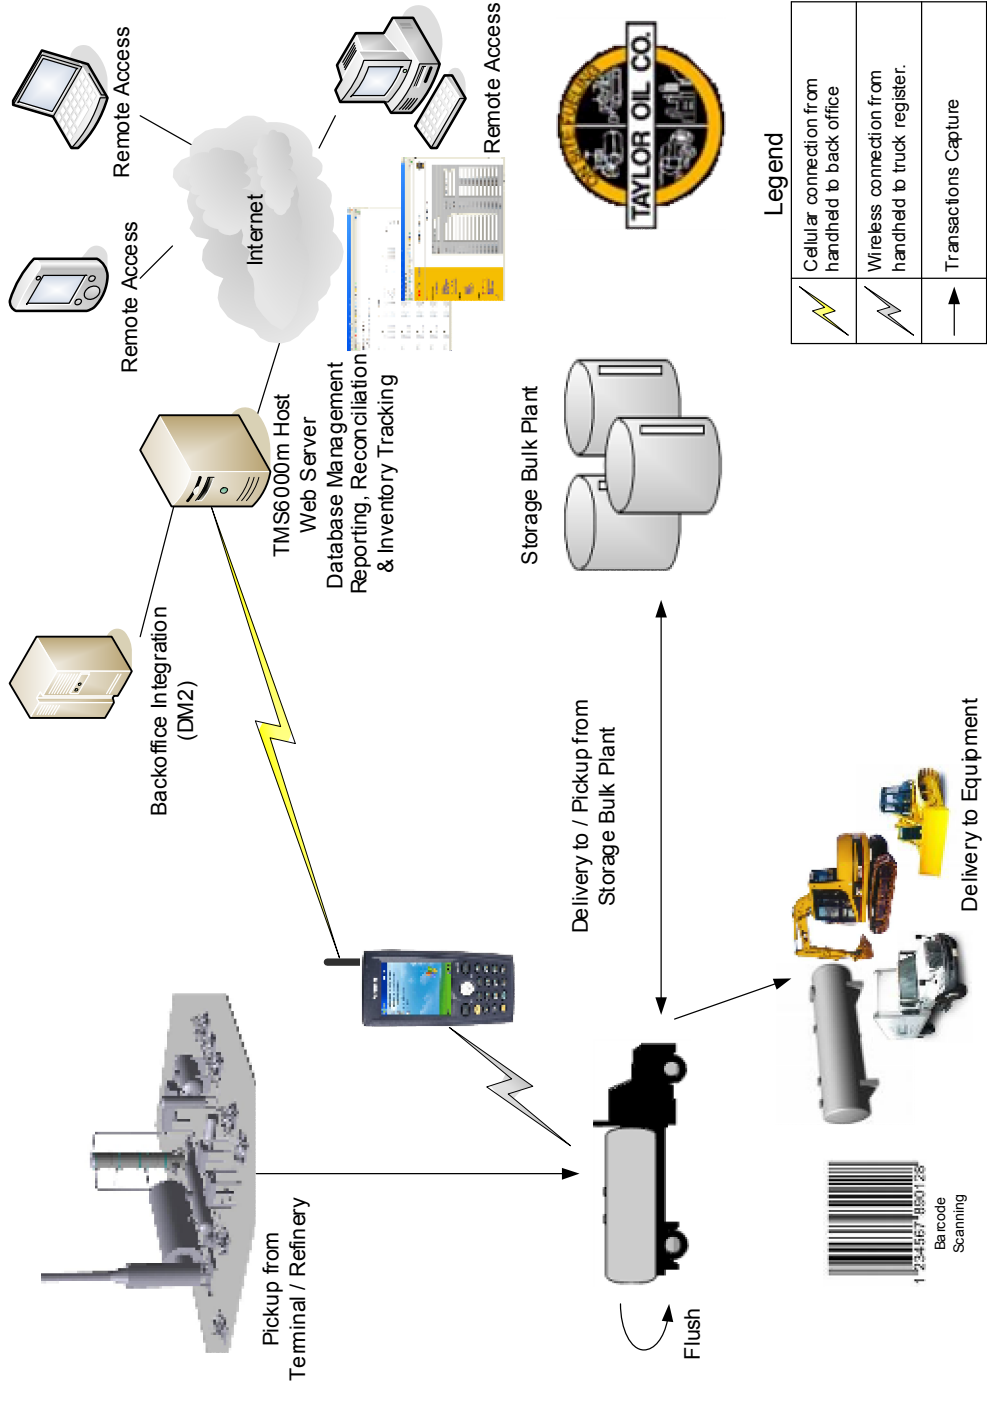 Pickup from
Terminal / Refinery
Backoffice Integration
(DM2)
TMS6000m Host
Web Server
Database Management
Reporting, Reconciliation
& Inventory Tracking
Remote Access
Remote Access
Internet
Remote Access
Flush
Delivery to / Pickup from
Storage Bulk Plant
Storage Bulk Plant
ON SITE FUELING
TAYLOR OIL CO.
1 234567 890128
Barcode
Scanning
Delivery to Equipment
Legend
Cellular connection from
handheld to back office
Wireless connection from
handheld to truck register.
Transactions Capture